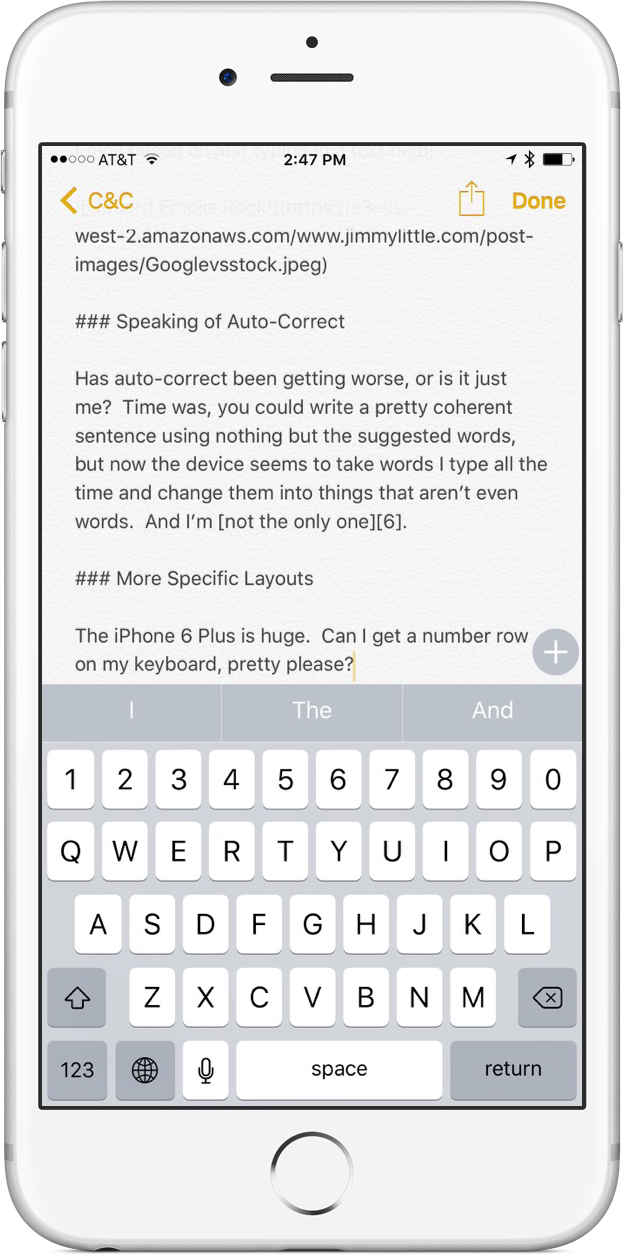 AT&T 2:47 PM
C&C Done
west-2.amazonaws.com/www.jimmylittle.com/post-
images/Googlevsstock.jpeg)
### Speaking of Auto-Correct
Has auto-correct been getting worse, or is it just
me?  Time was, you could write a pretty coherent
sentence using nothing but the suggested words,
but now the device seems to take words I type all the
time and change them into things that aren’t even
words.  And I’m [not the only one][6].
### More Specific Layouts
The iPhone 6 Plus is huge.  Can I get a number row
on my keyboard, pretty please?
I The And
1 2 3 4 5 6 7 8 9 0
Q W E R T Y U I O P
A S D F G H J K L
Z X C V B N M
123 space return